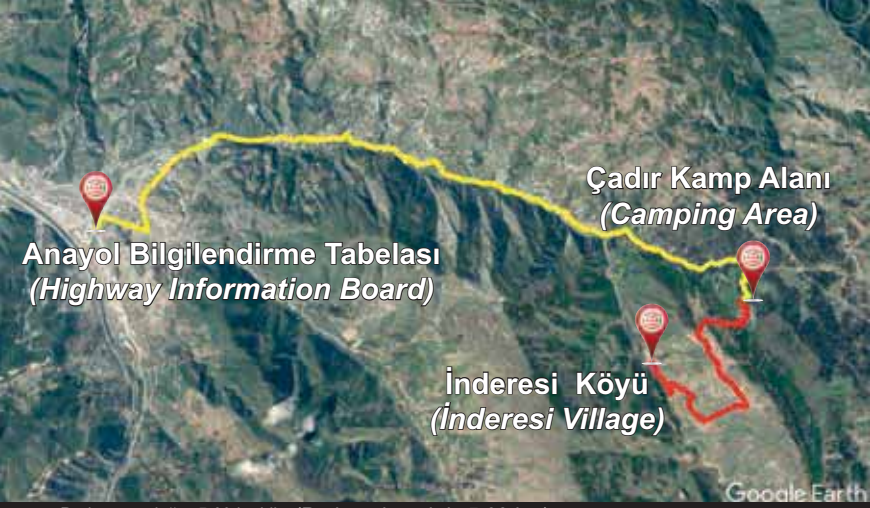 Çadır Kamp Alanı
(Camping Area)
Anayol Bilgilendirme Tabelası
(Highway Information Board)
İnderesi Köyü
(İnderesi Village)
Google Earth